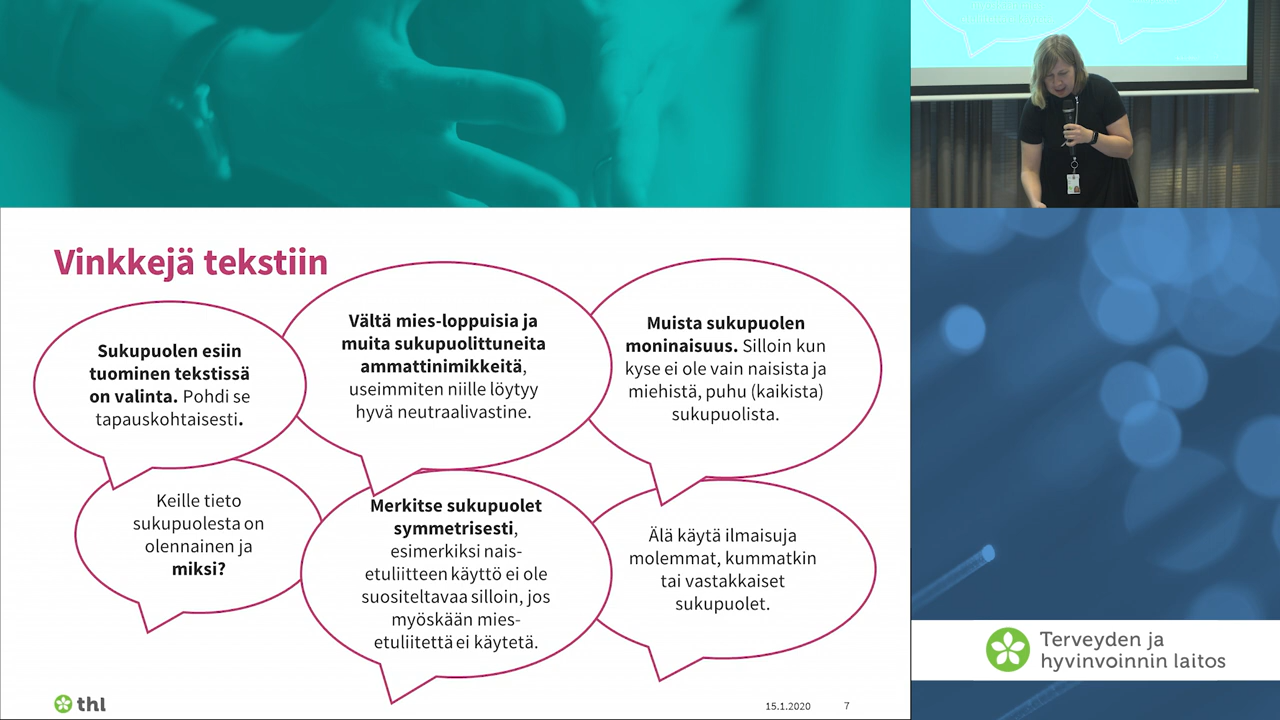 Vinkkejä tekstiin
Sukupuolen esiin
tuominen tekstissä
on valinta. Pohdi se
tapauskohtaisesti.
Vältä mies-loppuisia ja
muita sukupuolittuneita
ammattinimikkeitä,
useimmiten niille löytyy
hyvä neutraalivastine.
Muista sukupuolen
moninaisuus. Silloin kun
kyse ei ole vain naisista ja
miehistä, puhu (kaikista)
sukupuolista.
Keille tieto
sukupuolesta on
olennainen ja
miksi?
Merkitse sukupuolet
symmetrisesti,
esimerkiksi nais-
etuliitteen käyttö ei ole
suositeltavaa silloin, jos
myöskään mies-
etuliitettä ei käytetä.
Älä käytä ilmaisuja
molemmat, kummatkin
tai vastakkaiset
sukupuolet.
thl
15.1.2020
7
Terveyden ja
hyvinvoinnin laitos